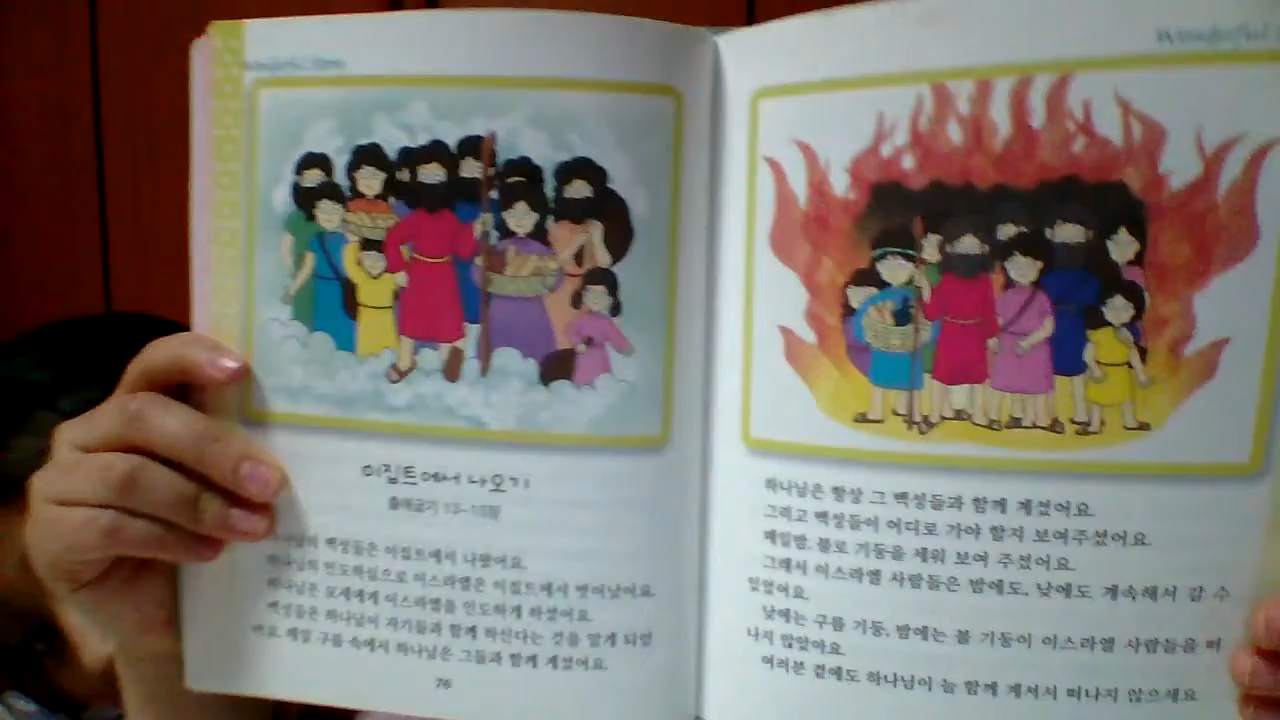 Wonderful
이집트에서 나오기
출애굽기 13-15장
백성들은 이집트에서 나왔어요.
하나님의 인도하심으로 이스라엘은 이집트에서 벗어났어요.
하나님은 모세에게 이스라엘을 인도하게 하셨어요.
백성들은 하나님이 자기들과 함께 하신다는 것을 알게 되었
어요. 매일 구름 속에서 하나님은 그들과 함께 계셨어요.
76
Wonderful
하나님은 항상 그 백성들과 함께 계셨어요.
그리고 백성들이 어디로 가야 할지 보여주셨어요.
매일밤, 불로 기둥을 세워 보여 주셨어요.
그래서 이스라엘 사람들은 밤에도, 낮에도 계속해서 갈 수
있었어요.
낮에는 구름 기둥, 밤에는 불 기둥이 이스라엘 사람들을 떠
나지 않았어요.
여러분 곁에도 하나님이 늘 함께 계셔서 떠나지 않으세요